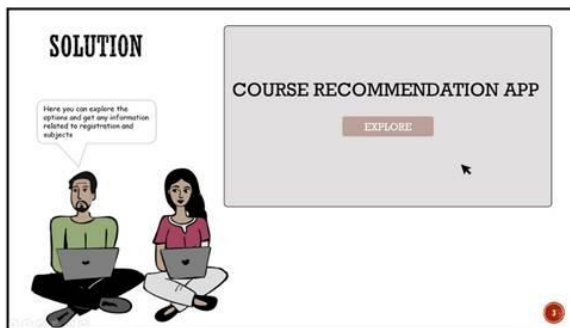 SOLUTION
COURSE RECOMMENDATION APP
EXPLORE
Here you can explore the
options and get any information
related to registration and
subjects
3